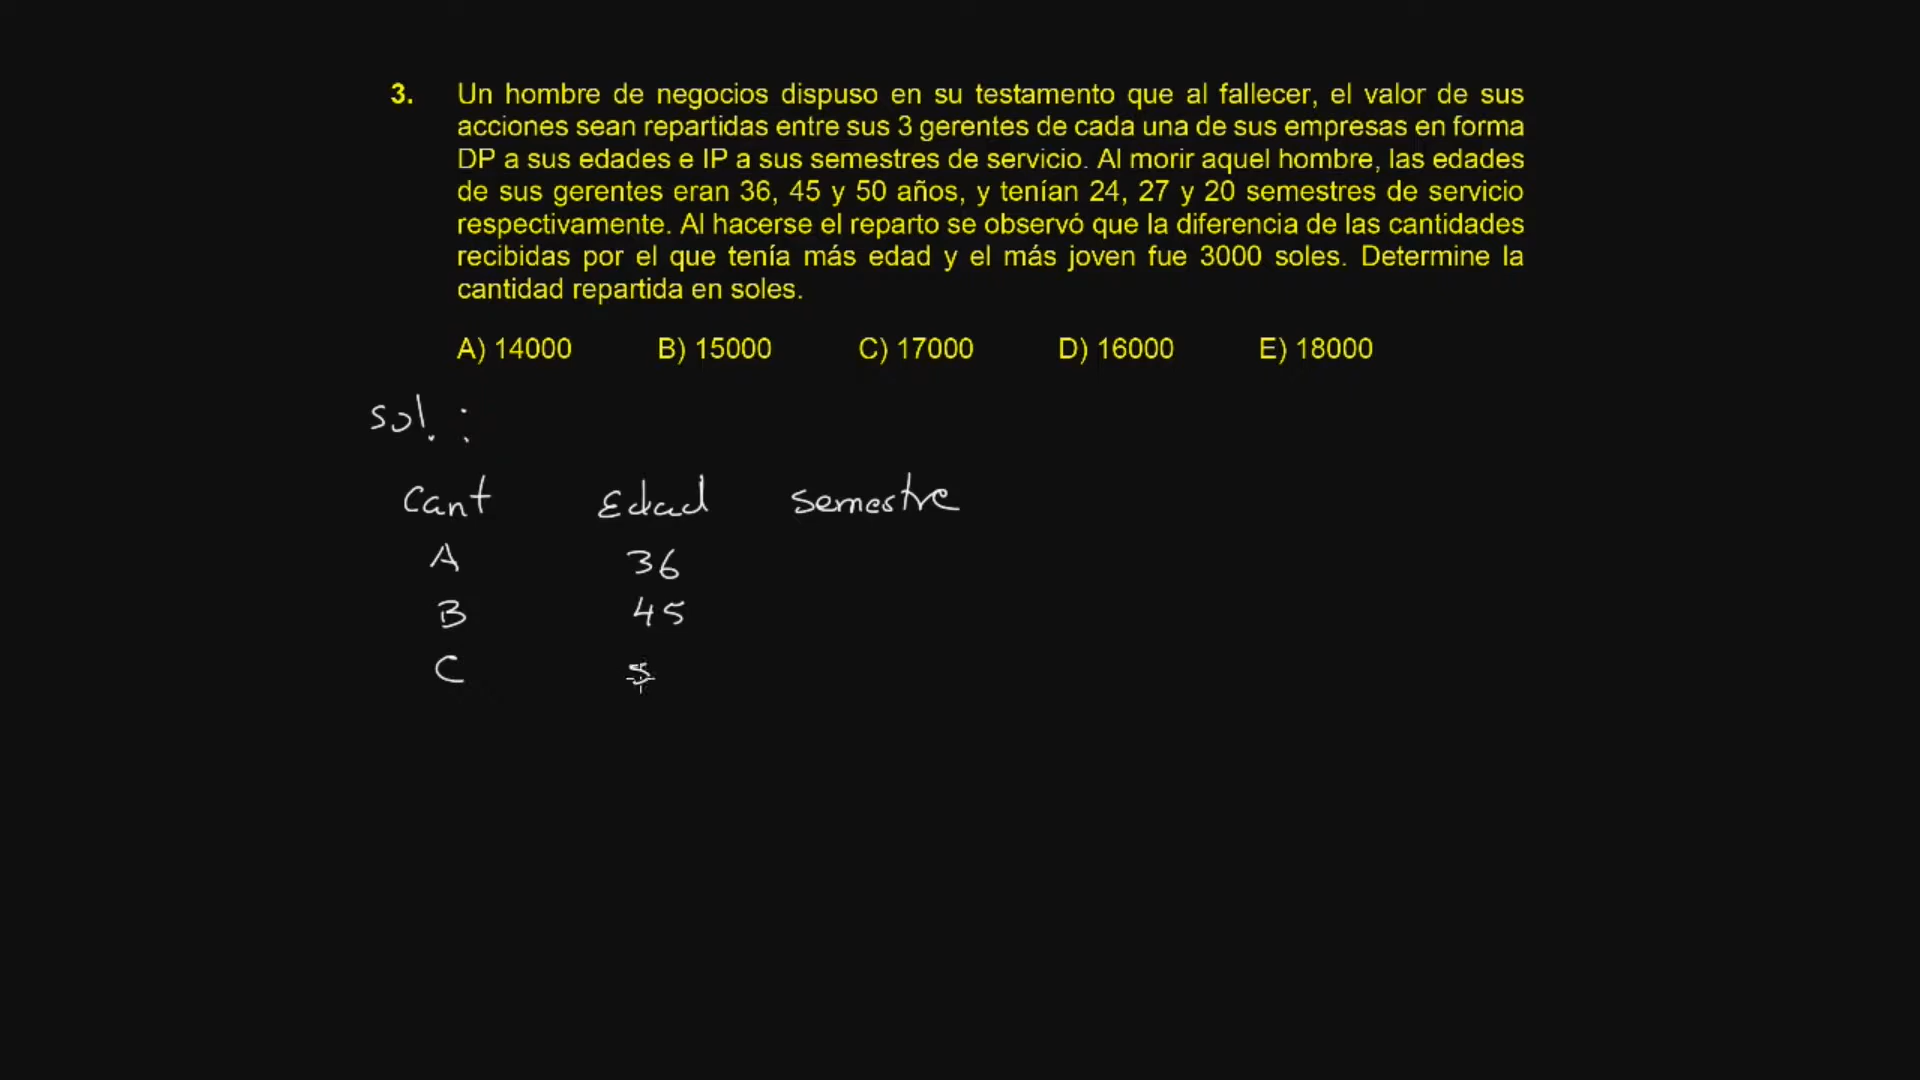 3. Un hombre de negocios dispuso en su testamento que al fallecer, el valor de sus
acciones sean repartidas entre sus 3 gerentes de cada una de sus empresas en forma
DP a sus edades e IP a sus semestres de servicio. Al morir aquel hombre, las edades
de sus gerentes eran 36, 45 y 50 años, y tenían 24, 27 y 20 semestres de servicio
respectivamente. Al hacerse el reparto se observó que la diferencia de las cantidades
recibidas por el que tenía más edad y el más joven fue 3000 soles. Determine la
cantidad repartida en soles.
A) 14000 B) 15000 C) 17000 D) 16000 E) 18000
Sol. :
Cant Edad Semestre
A 36
B 45
C 5